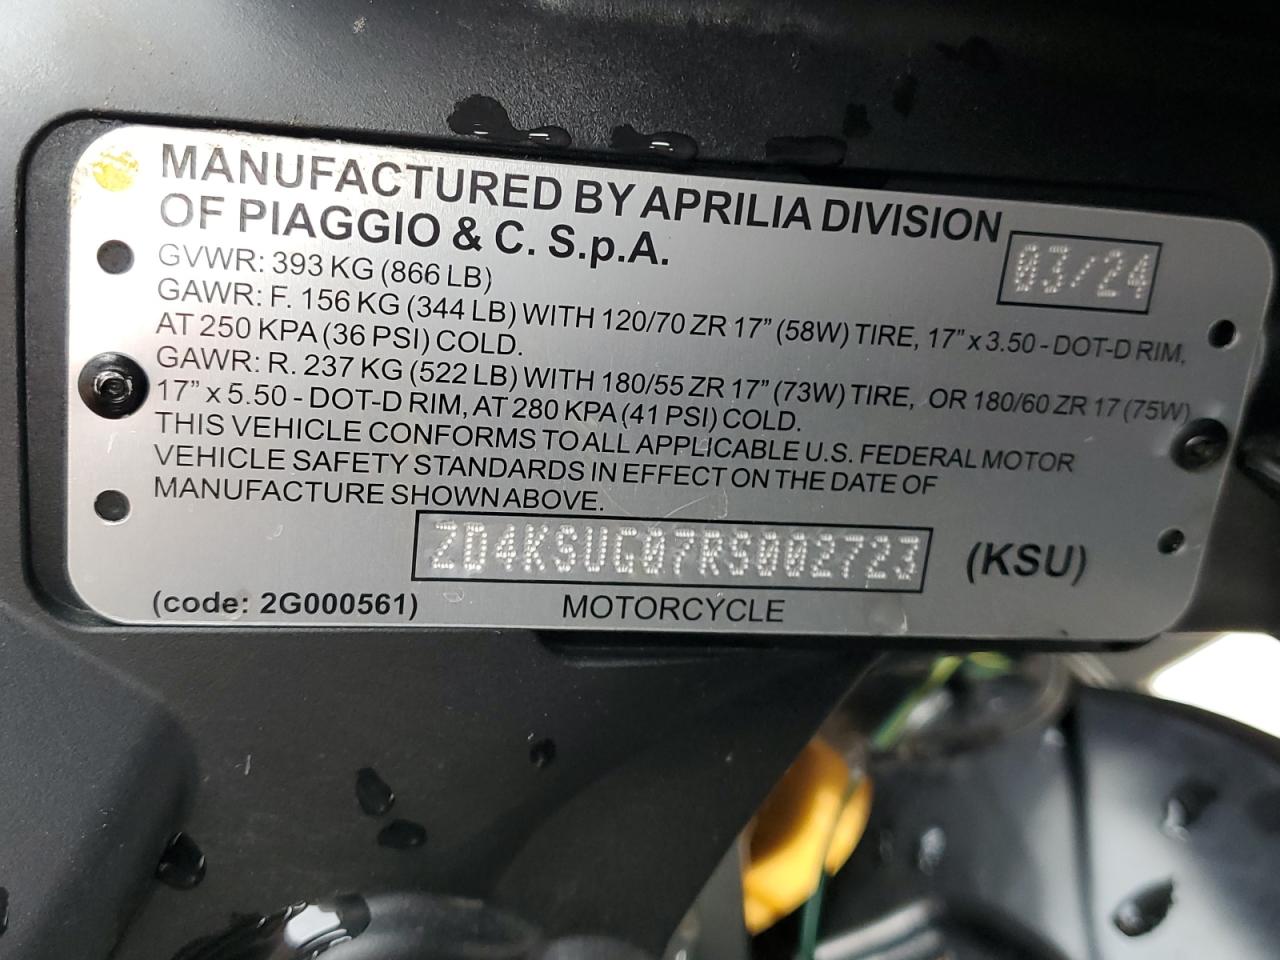 MANUFACTURED BY APRILIA DIVISION
OF PIAGGIO & C. S.p.A.
03/24
GVWR: 393 KG (866 LB)
GAWR: F. 156 KG (344 LB) WITH 120/70 ZR 17” (58W) TIRE, 17” x 3.50 - DOT-D RIM,
AT 250 KPA (36 PSI) COLD.
GAWR: R. 237 KG (522 LB) WITH 180/55 ZR 17” (73W) TIRE, OR 180/60 ZR 17 (75W)
17” x 5.50 - DOT-D RIM, AT 280 KPA (41 PSI) COLD.
THIS VEHICLE CONFORMS TO ALL APPLICABLE U.S. FEDERAL MOTOR
VEHICLE SAFETY STANDARDS IN EFFECT ON THE DATE OF
MANUFACTURE SHOWN ABOVE.
ZD4KSUG07RS002723 (KSU)
(code: 2G000561) MOTORCYCLE